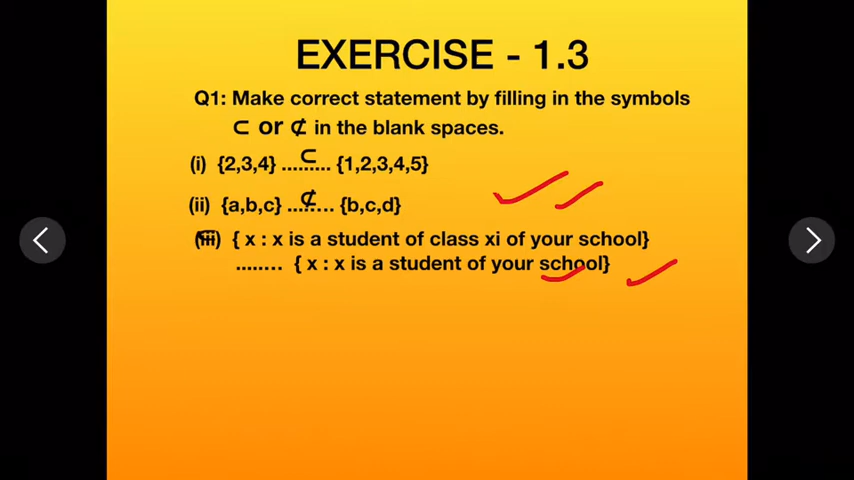 EXERCISE - 1.3
Q1: Make correct statement by filling in the symbols
⊂ or ⊄ in the blank spaces.
(i) {2,3,4} ....⊂.... {1,2,3,4,5}
(ii) {a,b,c} ....⊄.... {b,c,d}
(iii) { x : x is a student of class xi of your school}
........ { x : x is a student of your school}